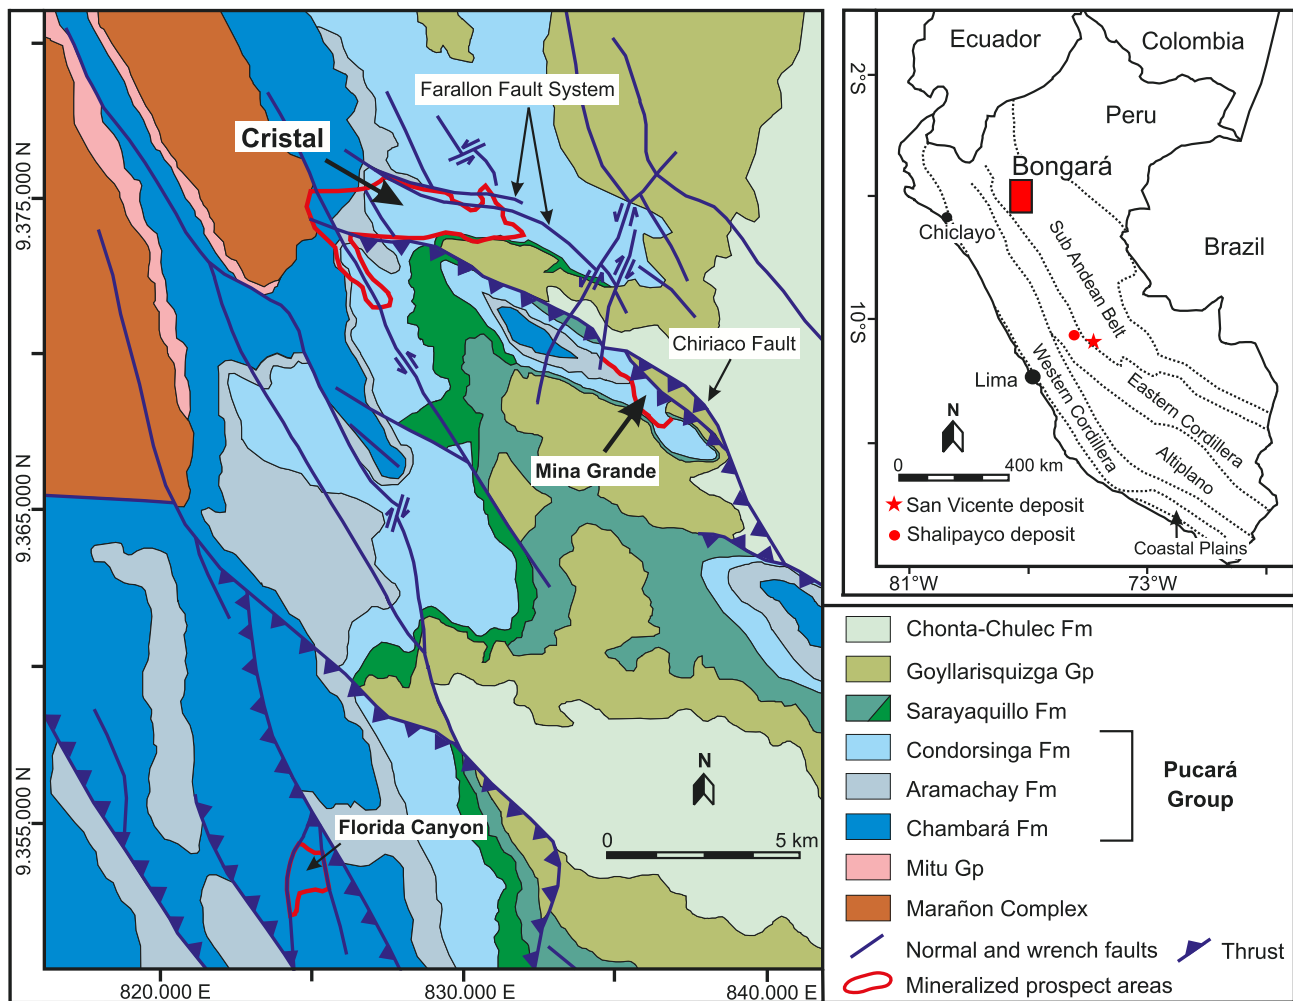 Farallon Fault System
Cristal
Chiriaco Fault
Mina Grande
Florida Canyon
N
0
5 km
9.375.000 N
9.365.000 N
9.355.000 N
820.000 E
830.000 E
840.000 E
Ecuador
Colombia
Peru
Bongará
Chiclayo
Brazil
Sub Andean Belt
Lima
Western Cordillera
Eastern Cordillera
Altiplano
Coastal Plains
N
0
400 km
San Vicente deposit
Shalipayco deposit
2°S
10°S
81°W
73°W
Chonta-Chulec Fm
Goyllarisquizga Gp
Sarayaquillo Fm
Condorsinga Fm
Aramachay Fm
Chambará Fm
Pucará
Group
Mitu Gp
Marañon Complex
Normal and wrench faults
Thrust
Mineralized prospect areas